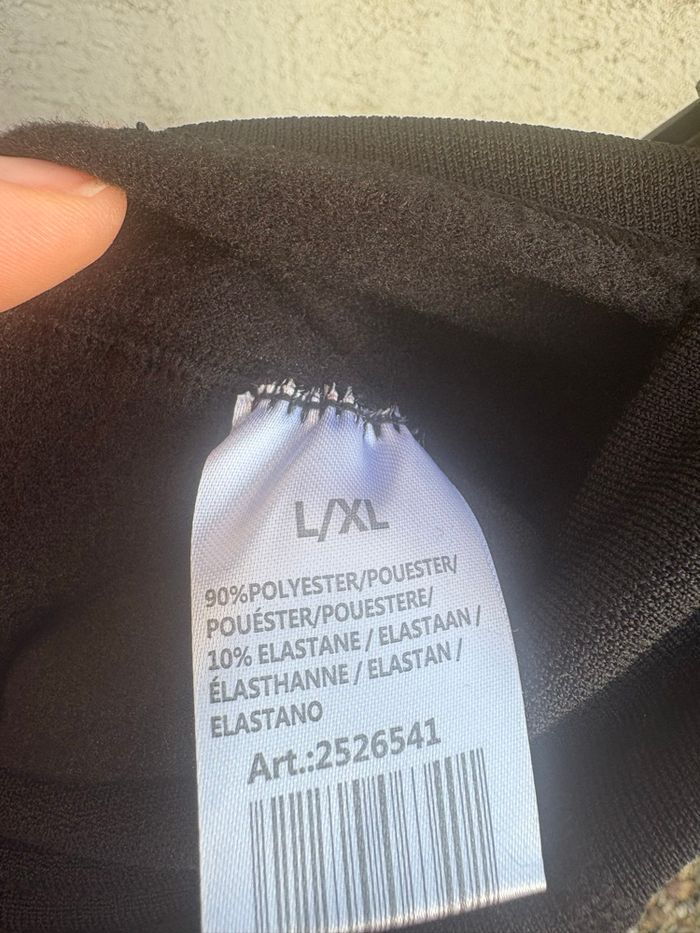 L/XL
90%POLYESTER/POUESTER/
POUÉSTER/POUESTERE/
10% ELASTANE / ELASTAAN /
ÉLASTHANNE / ELASTAN /
ELASTANO
Art.:2526541